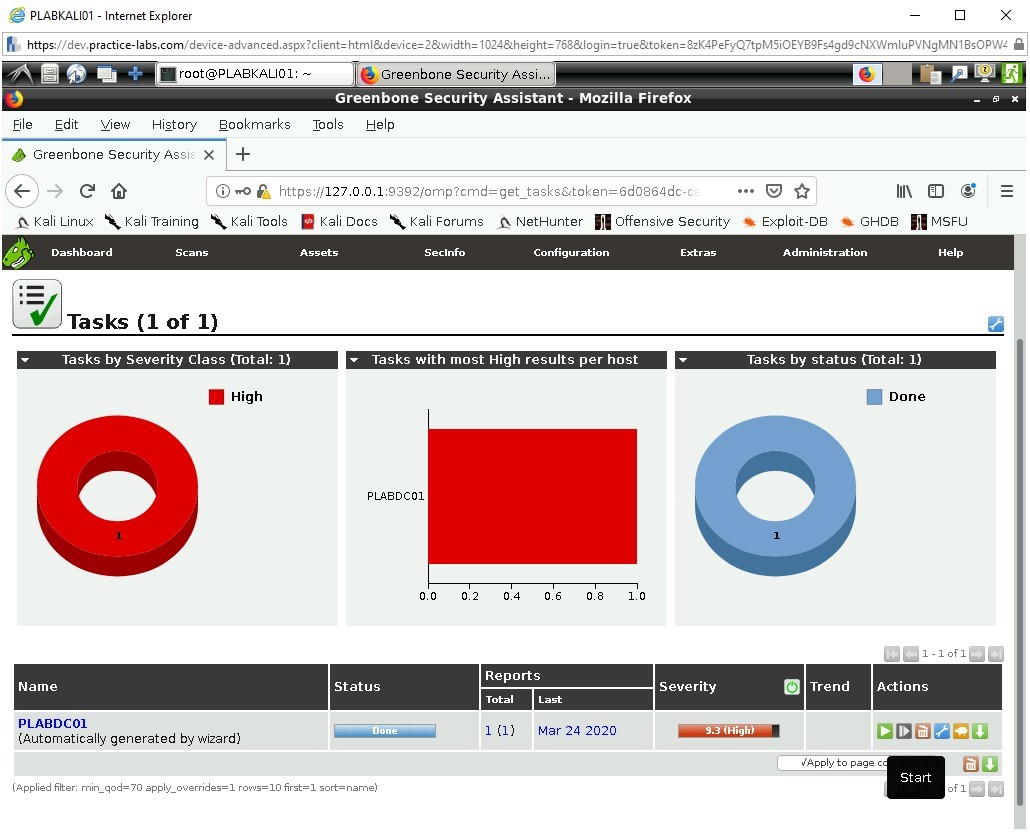 PLABKALI01 - Internet Explorer
https://dev.practice-labs.com/device-advanced.aspx?client=html&device=2&width=1024&height=768&login=true&token=8zK4PeFyQ7tpM5iOEYB9Fs4gd9cNXWmIuPVNgMN1BsOPW4
root@PLABKALI01: ~ Greenbone Security Assi...
Greenbone Security Assistant - Mozilla Firefox
File Edit View History Bookmarks Tools Help
Greenbone Security Assis
https://127.0.0.1:9392/omp?cmd=get_tasks&token=6d0864dc-ca
Kali Linux Kali Training Kali Tools Kali Docs Kali Forums NetHunter Offensive Security Exploit-DB GHDB MSFU
Dashboard Scans Assets SecInfo Configuration Extras Administration Help
Tasks (1 of 1)
Tasks by Severity Class (Total: 1)
High
1
Tasks with most High results per host
PLABDC01
0.0 0.2 0.4 0.6 0.8 1.0
Tasks by status (Total: 1)
Done
1
1 - 1 of 1
Name Status Reports Severity Trend Actions
Total Last
PLABDC01 Done 1 (1) Mar 24 2020 9.3 (High)
(Automatically generated by wizard)
√Apply to page
(Applied filter: min_qod=70 apply_overrides=1 rows=10 first=1 sort=name)
of 1
Start